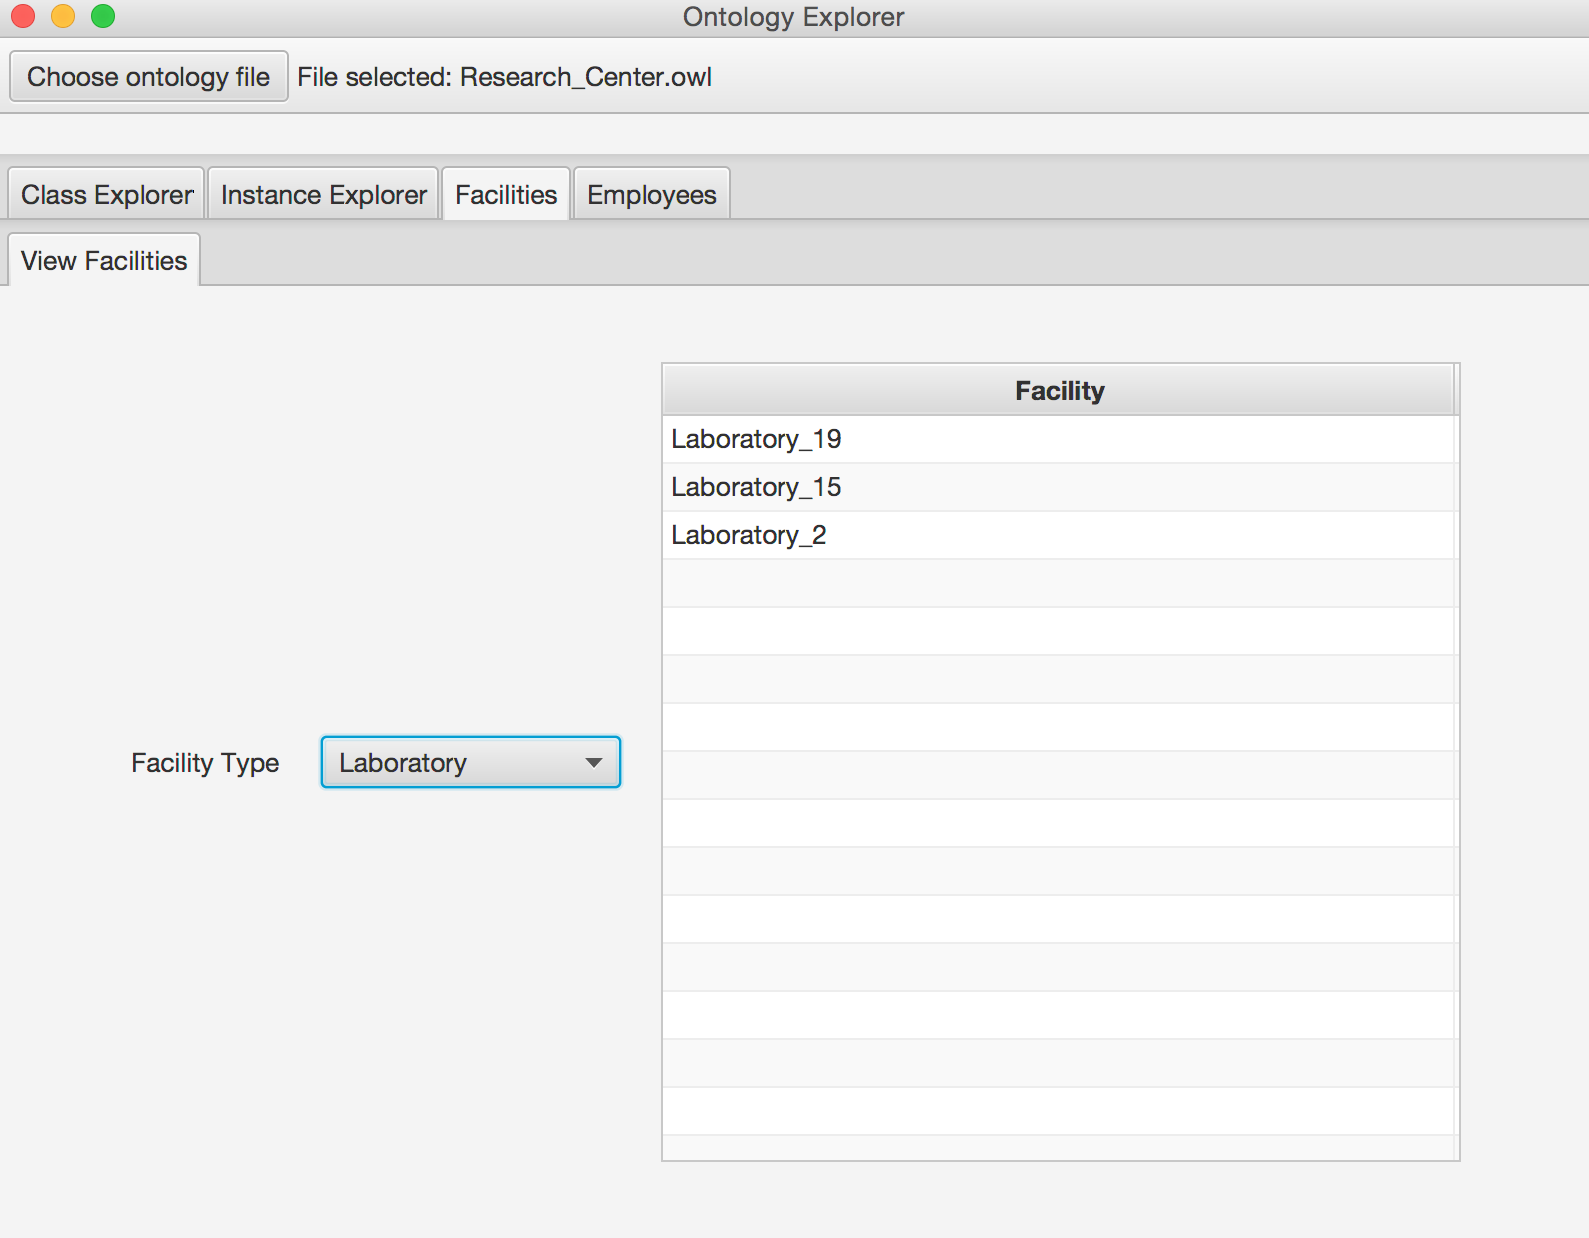 Ontology Explorer
Choose ontology file File selected: Research_Center.owl
Class Explorer Instance Explorer Facilities Employees
View Facilities
Facility
Laboratory_19
Laboratory_15
Laboratory_2
Facility Type Laboratory